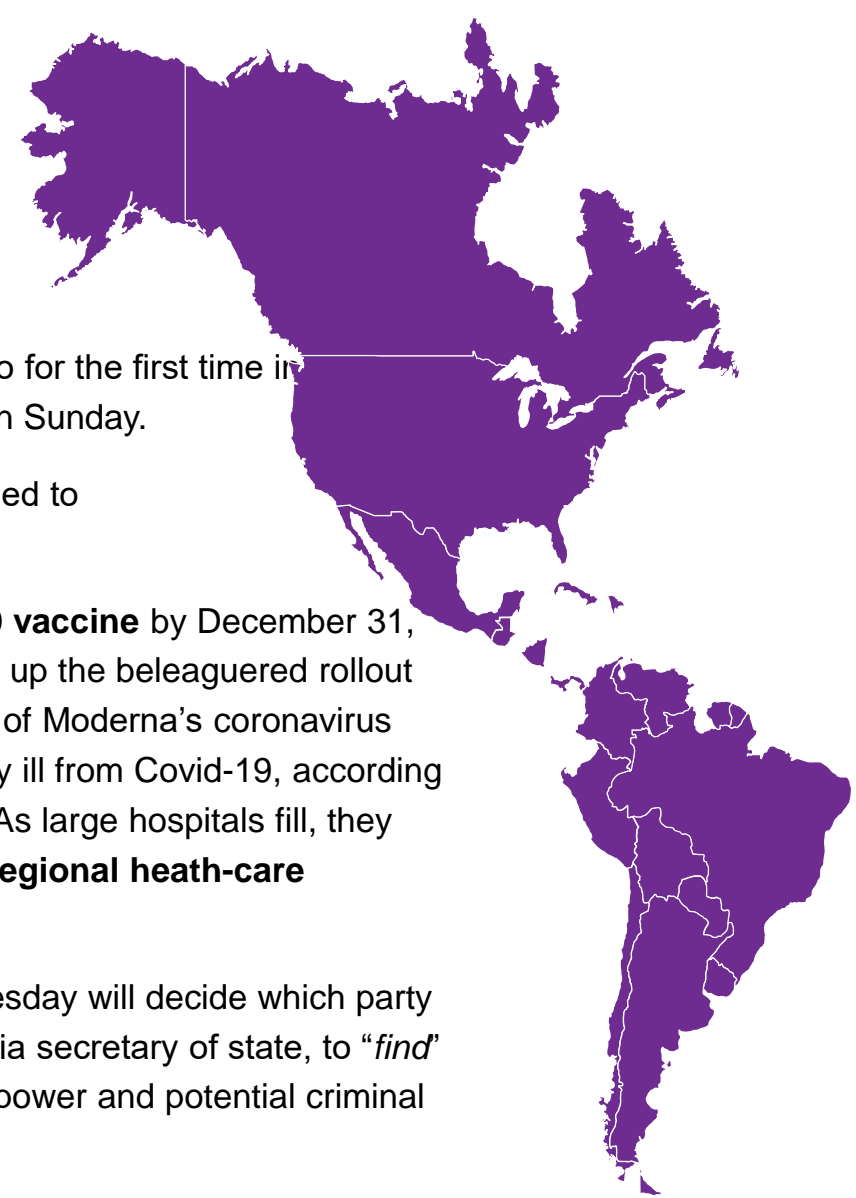 o for the first time in
n Sunday.
ed to
vaccine by December 31,
up the beleaguered rollout
of Moderna’s coronavirus
y ill from Covid-19, according
As large hospitals fill, they
egional heath-care
esday will decide which party
ia secretary of state, to “find”
power and potential criminal